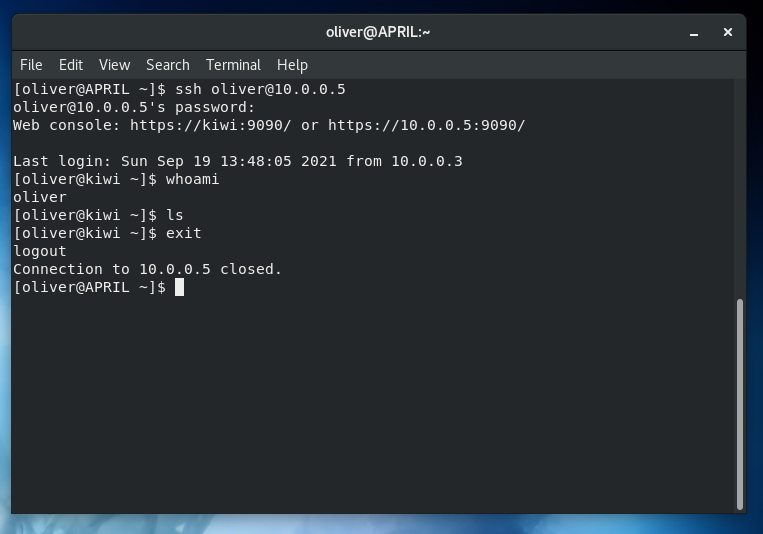 oliver@APRIL:~
File Edit View Search Terminal Help
[oliver@APRIL ~]$ ssh oliver@10.0.0.5
oliver@10.0.0.5's password:
Web console: https://kiwi:9090/ or https://10.0.0.5:9090/
Last login: Sun Sep 19 13:48:05 2021 from 10.0.0.3
[oliver@kiwi ~]$ whoami
oliver
[oliver@kiwi ~]$ ls
[oliver@kiwi ~]$ exit
logout
Connection to 10.0.0.5 closed.
[oliver@APRIL ~]$